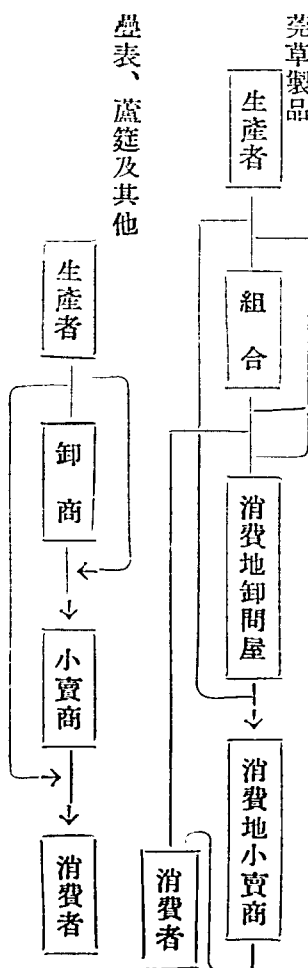 莞草製品
生產者
組合
消費地卸問屋
消費地小賣商
消費者
疊表、蓙筵及其他
生產者
卸商
小賣商
消費者